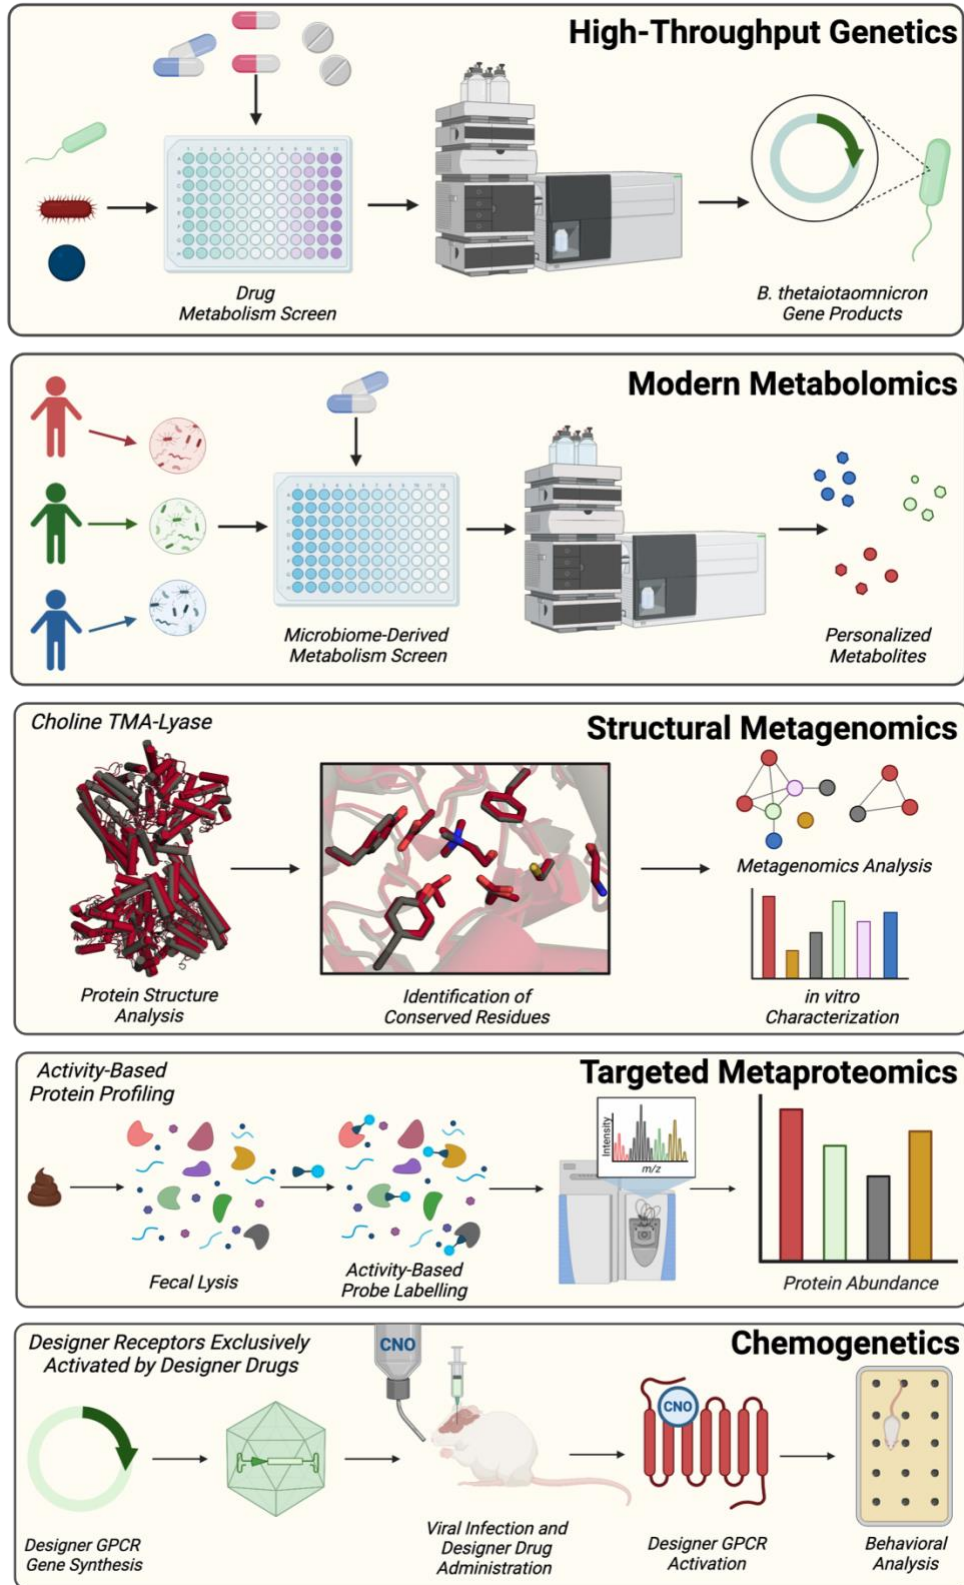 High-Throughput Genetics
Drug
Metabolism Screen
B. thetaiotaomnicron
Gene Products
Modern Metabolomics
Microbiome-Derived
Metabolism Screen
Personalized
Metabolites
Choline TMA-Lyase
Structural Metagenomics
Metagenomics Analysis
Protein Structure
Analysis
Identification of
Conserved Residues
in vitro
Characterization
Activity-Based
Protein Profiling
Targeted Metaproteomics
Intensity
m/z
Fecal Lysis
Activity-Based
Probe Labelling
Protein Abundance
Designer Receptors Exclusively
Activated by Designer Drugs
CNO
Chemogenetics
CNO
Designer GPCR
Gene Synthesis
Viral Infection and
Designer Drug
Administration
Designer GPCR
Activation
Behavioral
Analysis